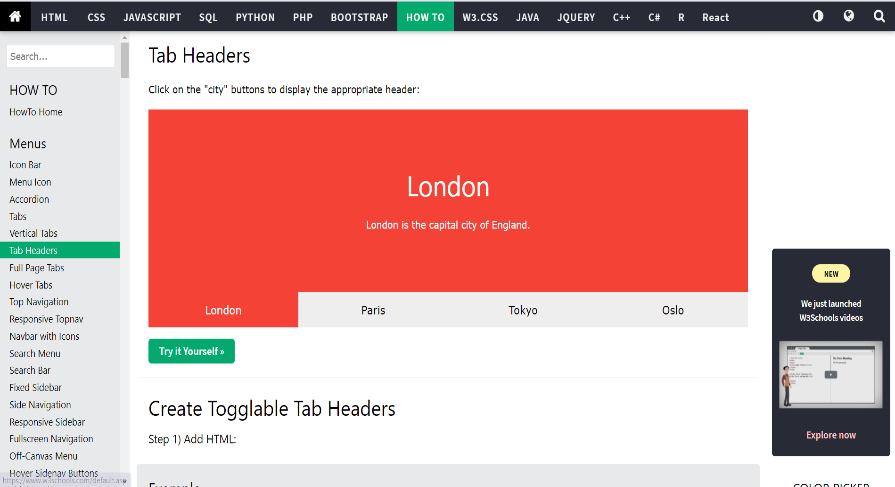 HTML CSS JAVASCRIPT SQL PYTHON PHP BOOTSTRAP HOW TO W3.CSS JAVA JQUERY C++ C# R React
Search...
HOW TO
HowTo Home
Menus
Icon Bar
Menu Icon
Accordion
Tabs
Vertical Tabs
Tab Headers
Full Page Tabs
Hover Tabs
Top Navigation
Responsive Topnav
Navbar with Icons
Search Menu
Search Bar
Fixed Sidebar
Side Navigation
Responsive Sidebar
Fullscreen Navigation
Off-Canvas Menu
Hover Sidenav Buttons
https://www.w3schools.com/default.asp
Tab Headers
Click on the "city" buttons to display the appropriate header:
London
London is the capital city of England.
London Paris Tokyo Oslo
Try it Yourself »
Create Togglable Tab Headers
Step 1) Add HTML:
Example
NEW
We just launched
W3Schools videos
Explore now
COLOR PICKER